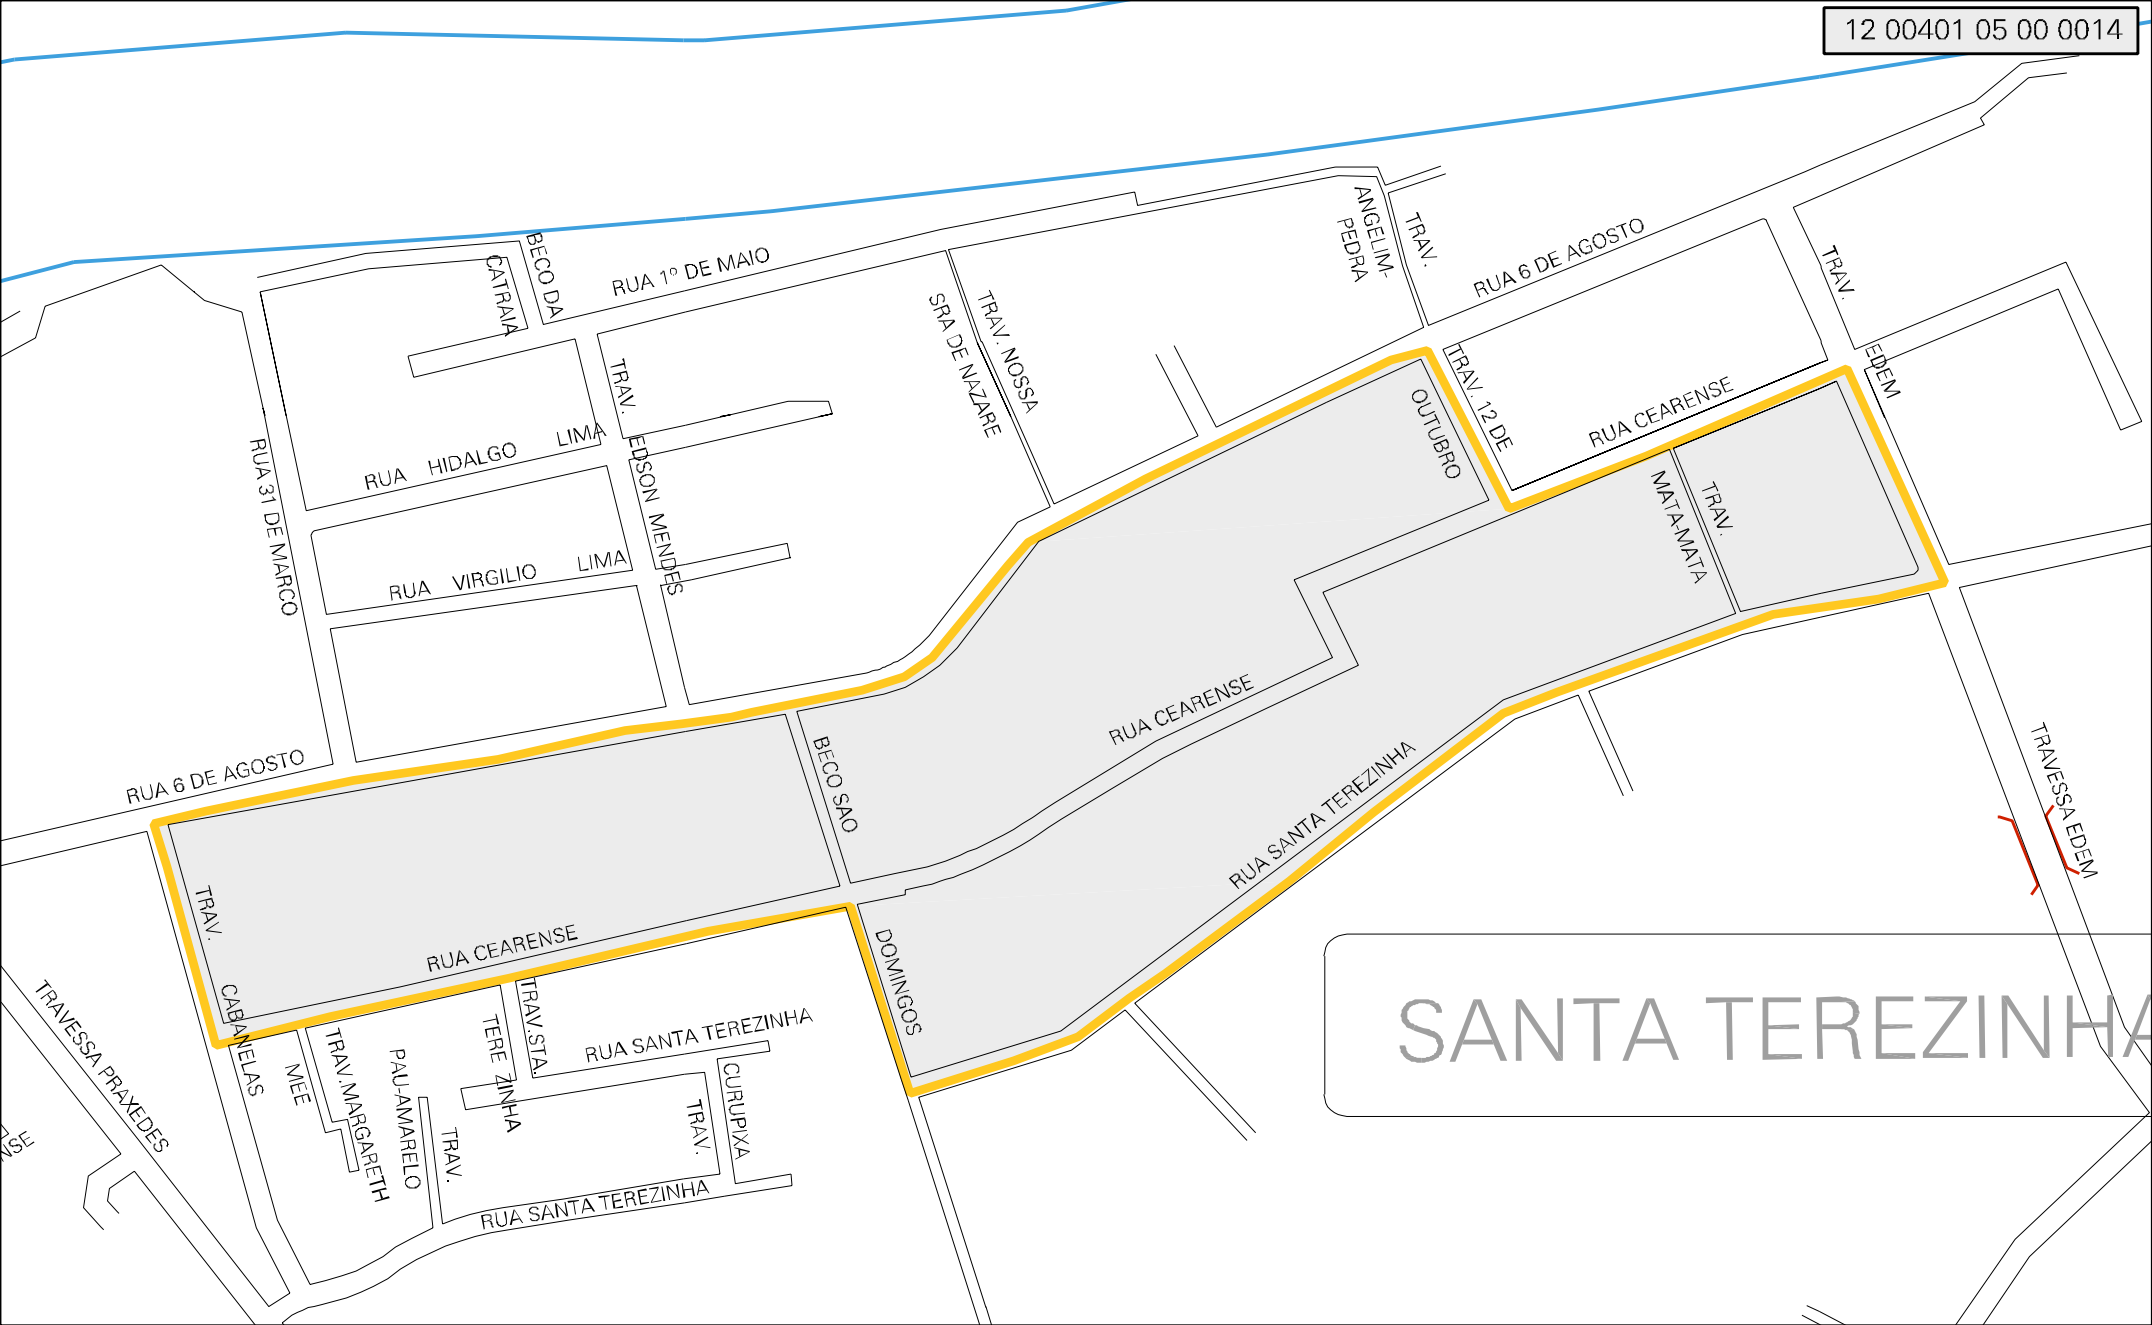 12 00401 05 00 0014
BECO DA
CATRAIA
RUA 1º DE MAIO
ANGELIM-
PEDRA
TRAV.
RUA 6 DE AGOSTO
TRAV.
EDEM
TRAV. NOSSA
SRA DE NAZARE
TRAV.
EDSON MENDES
RUA HIDALGO LIMA
RUA 31 DE MARCO
RUA VIRGILIO LIMA
TRAV. 12 DE
OUTUBRO
RUA CEARENSE
MATA-MATA
TRAV.
RUA CEARENSE
RUA 6 DE AGOSTO
BECO SAO
DOMINGOS
RUA SANTA TEREZINHA
TRAVESSA EDEM
TRAV.
CABANELAS
RUA CEARENSE
SANTA TEREZINHA
TRAVESSA PRAXEDES
MEE
TRAV.MARGARETH
PAU-AMARELO
TRAV.
TRAV.STA.
TERE ZINHA
RUA SANTA TEREZINHA
CURUPIXA
TRAV.
RUA SANTA TEREZINHA
NSE